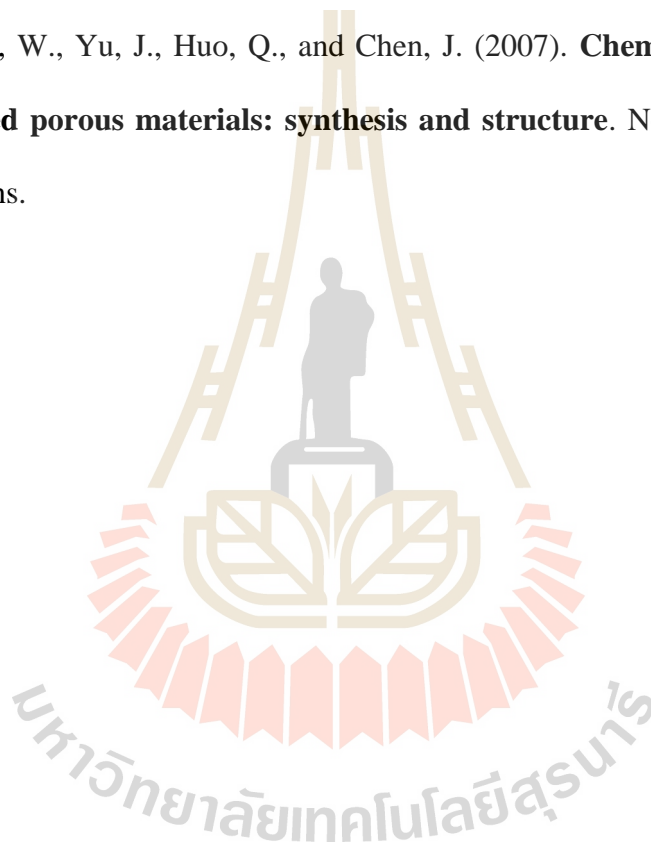 , W., Yu, J., Huo, Q., and Chen, J. (2007). Chem
d porous materials: synthesis and structure. N
ns.
มหาวิทยาลัยเทคโนโลยีสุรนารี